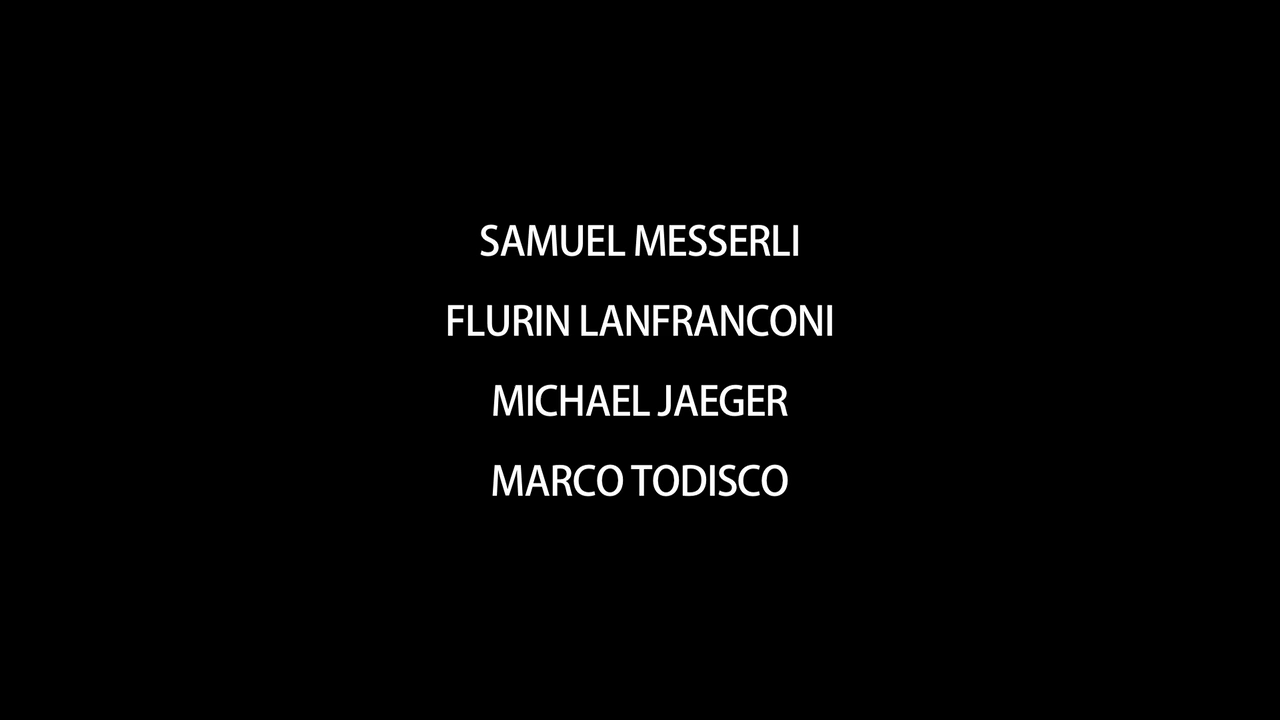 SAMUEL MESSERLI
FLURIN LANFRANCONI
MICHAEL JAEGER
MARCO TODISCO